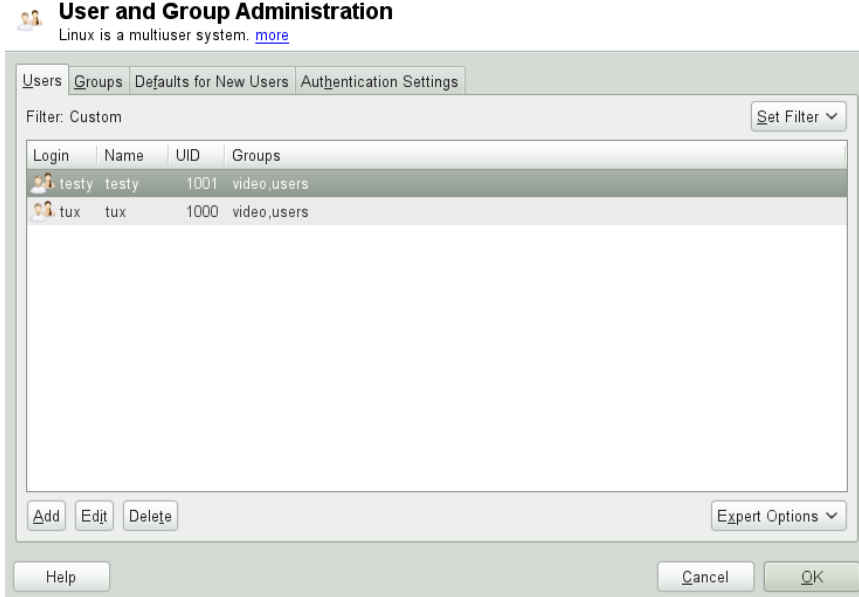 User and Group Administration
Linux is a multiuser system. more
Users Groups Defaults for New Users Authentication Settings
Filter: Custom Set Filter
Login Name UID Groups
testy testy 1001 video,users
tux tux 1000 video,users
Add Edit Delete Expert Options
Help Cancel OK